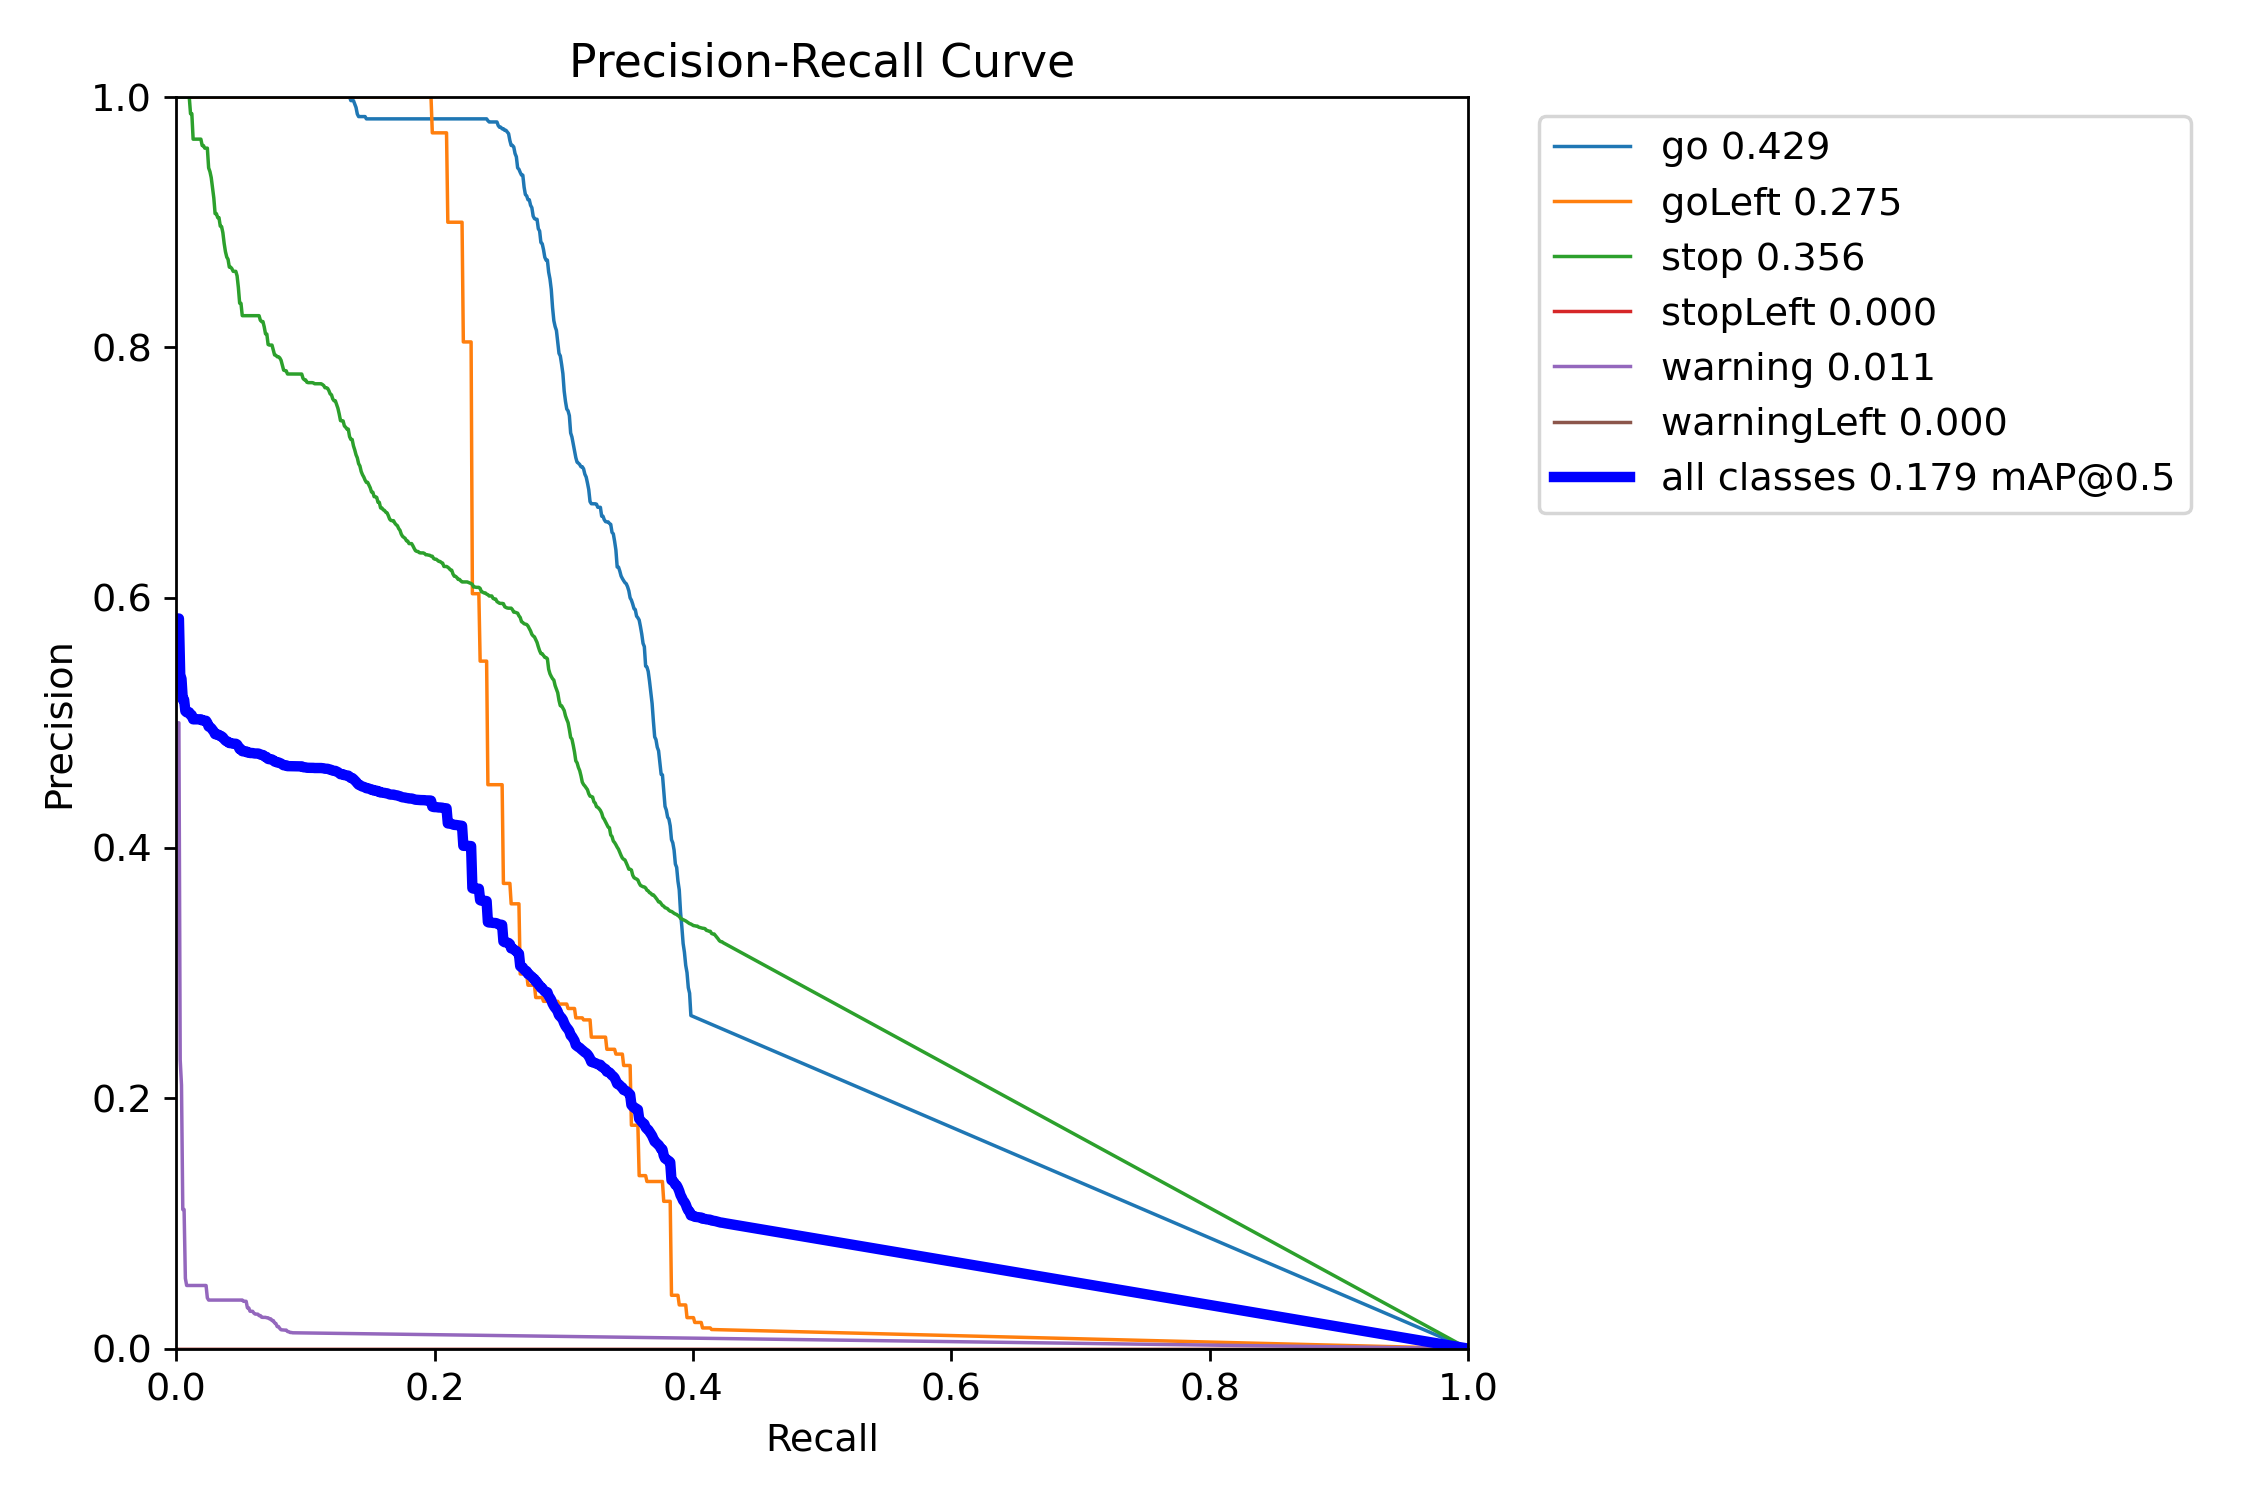 Precision-Recall Curve
1.0
0.8
0.6
0.4
0.2
0.0
Precision
0.0 0.2 0.4 0.6 0.8 1.0
Recall
go 0.429
goLeft 0.275
stop 0.356
stopLeft 0.000
warning 0.011
warningLeft 0.000
all classes 0.179 mAP@0.5